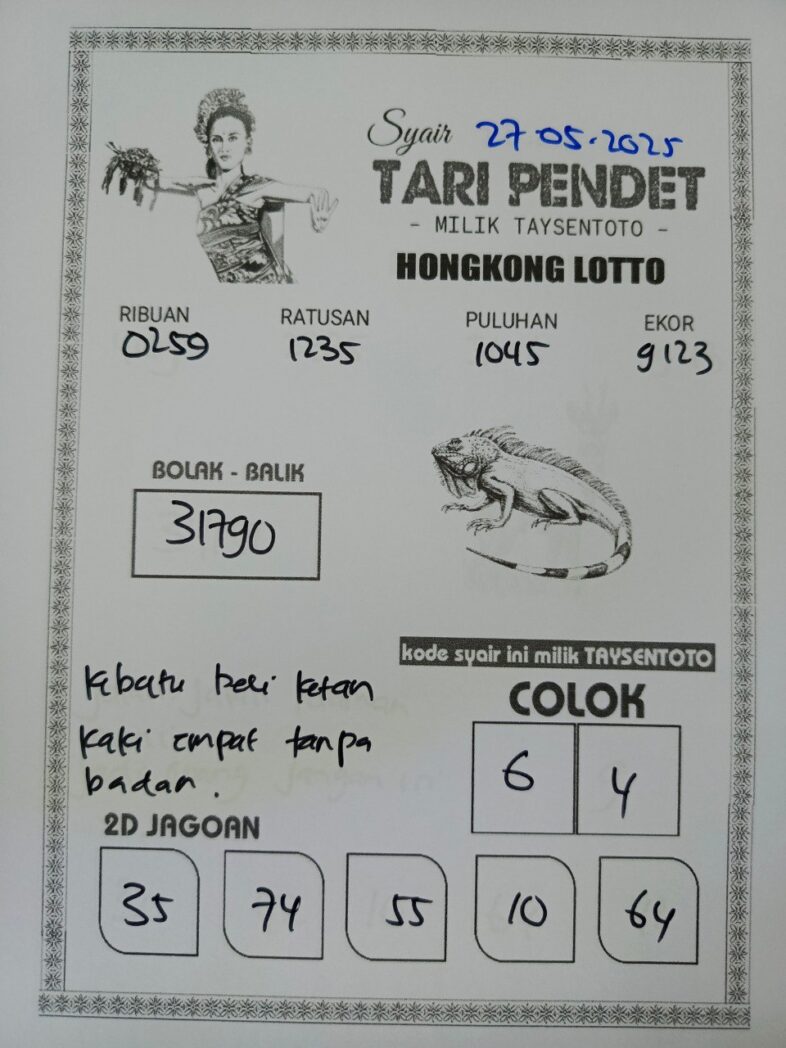 Syair 27-05-2025
TARI PENDET
- MILIK TAYSENTOTO -
HONGKONG LOTTO
RIBUAN RATUSAN PULUHAN EKOR
0259 1235 1045 9123
BOLAK - BALIK
31790
kode syair ini milik TAYSENTOTO
COLOK
6 4
kebatu beli ketan
kaki empat tanpa
badan.
2D JAGOAN
35 74 55 10 64